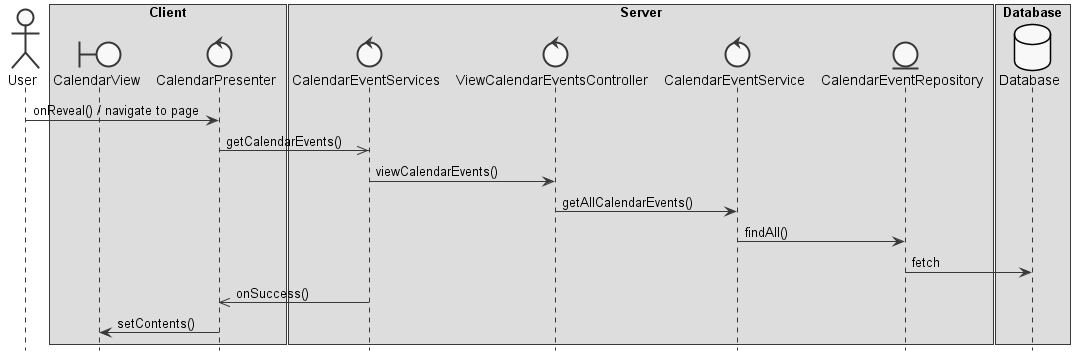 Client
Server
Database
User
CalendarView
CalendarPresenter
CalendarEventServices
ViewCalendarEventsController
CalendarEventService
CalendarEventRepository
Database
onReveal() / navigate to page
getCalendarEvents()
viewCalendarEvents()
getAllCalendarEvents()
findAll()
fetch
onSuccess()
setContents()